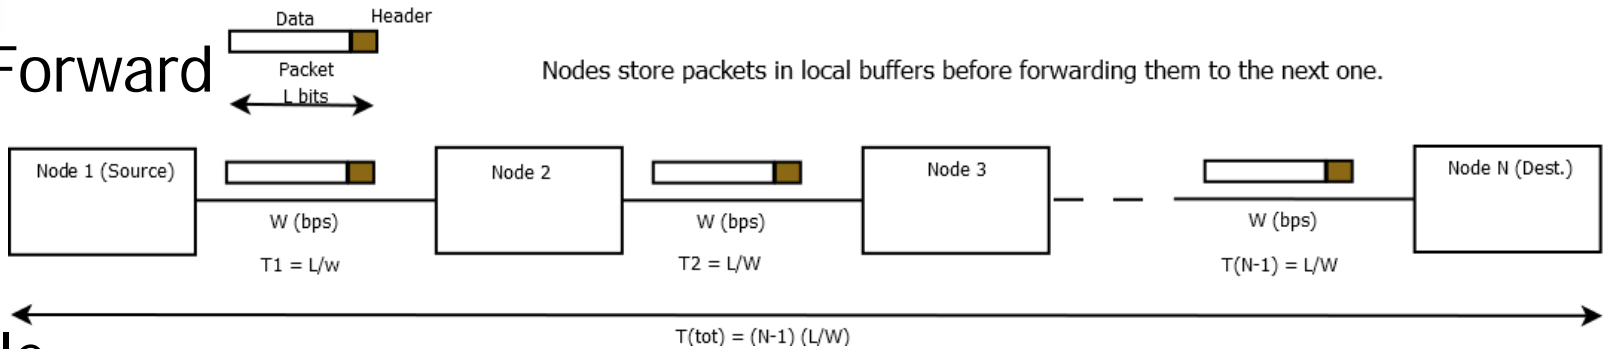 Data Header
Forward
Packet
L bits
Nodes store packets in local buffers before forwarding them to the next one.
Node 1 (Source)
Node 2
Node 3
Node N (Dest.)
W (bps)
W (bps)
W (bps)
T1 = L/w
T2 = L/W
T(N-1) = L/W
T(tot) = (N-1) (L/W)